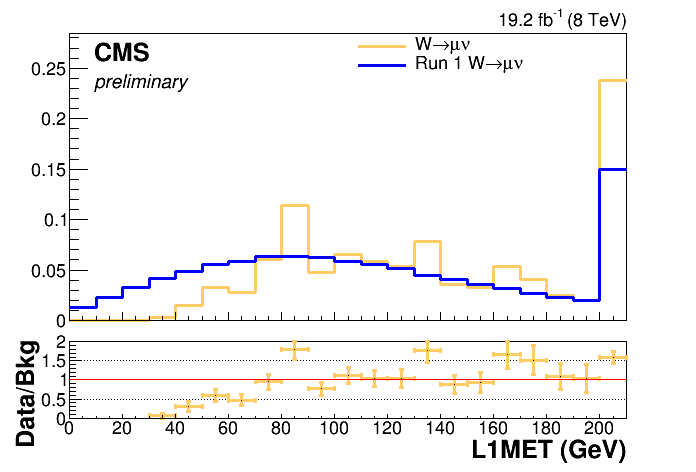 19.2 fb⁻¹ (8 TeV)
CMS
preliminary
W→μν
Run 1 W→μν
0.25
0.2
0.15
0.1
0.05
0
Data/Bkg
2
1.5
1
0.5
0
0 20 40 60 80 100 120 140 160 180 200
L1MET (GeV)